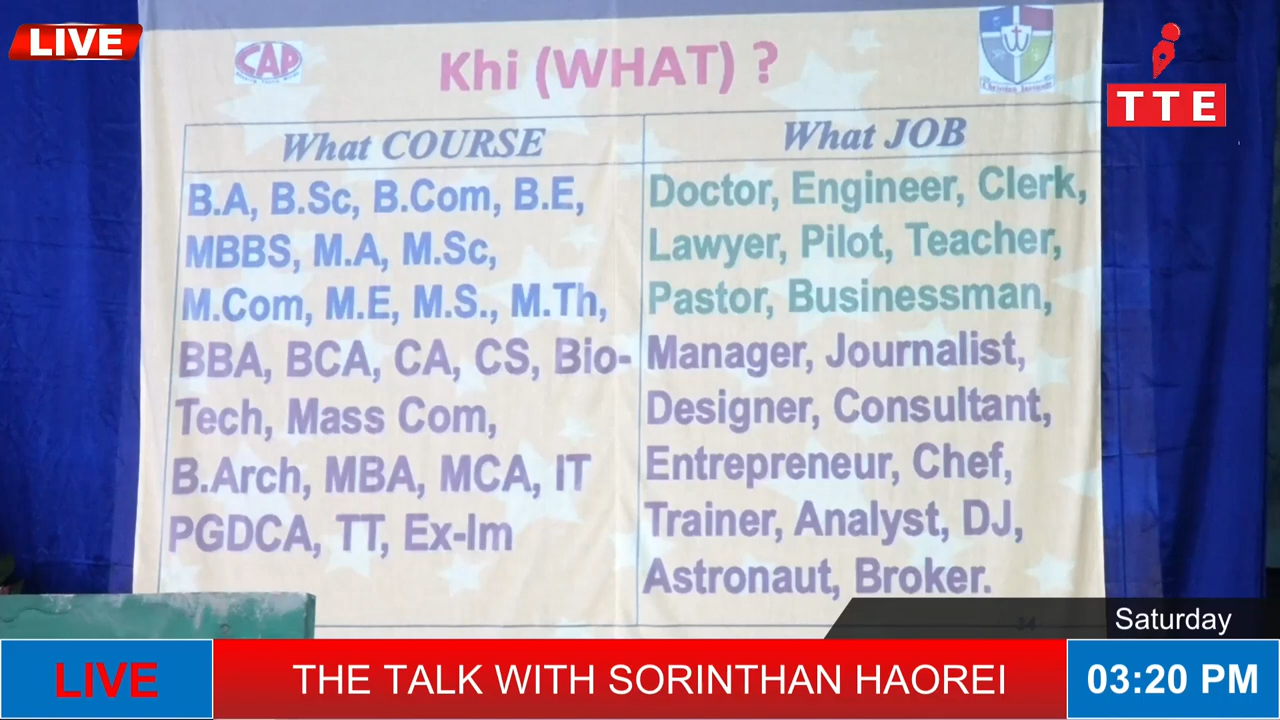 LIVE
CAP
Khi (WHAT) ?
TTE
What COURSE
B.A, B.Sc, B.Com, B.E,
MBBS, M.A, M.Sc,
M.Com, M.E, M.S., M.Th,
BBA, BCA, CA, CS, Bio-
Tech, Mass Com,
B.Arch, MBA, MCA, IT
PGDCA, TT, Ex-Im
What JOB
Doctor, Engineer, Clerk,
Lawyer, Pilot, Teacher,
Pastor, Businessman,
Manager, Journalist,
Designer, Consultant,
Entrepreneur, Chef,
Trainer, Analyst, DJ,
Astronaut, Broker.
Saturday
LIVE
THE TALK WITH SORINTHAN HAOREI
03:20 PM